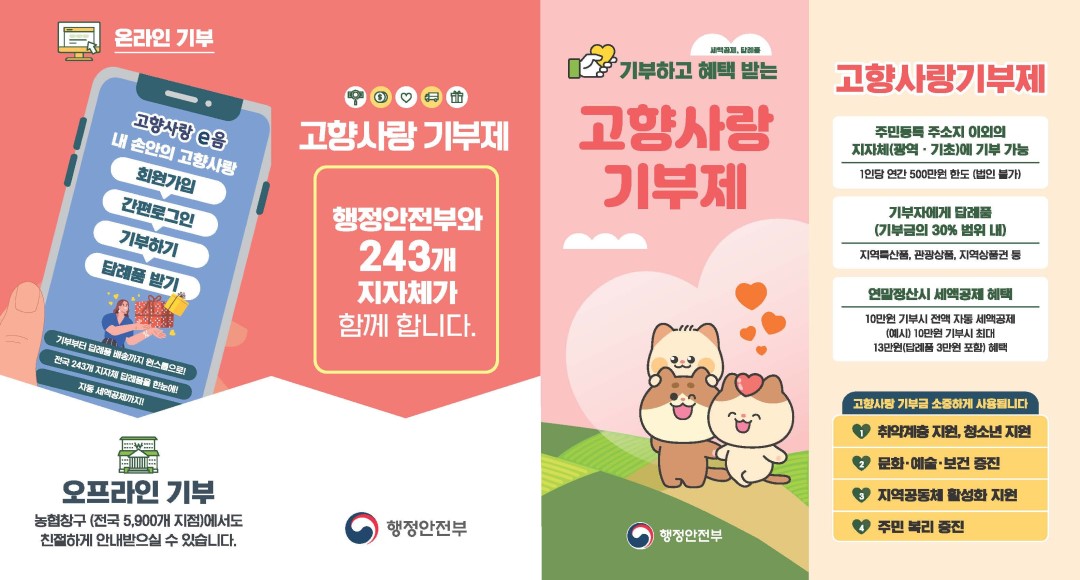 온라인 기부
고향사랑 e음
내 손안의 고향사랑
회원가입
간편로그인
기부하기
답례품 받기
기부부터 답례품 배송까지 원스톱으로!
전국 243개 지자체 답례품을 한눈에!
자동 세액공제까지!
오프라인 기부
농협창구 (전국 5,900개 지점)에서도
친절하게 안내받으실 수 있습니다.
고향사랑 기부제
행정안전부와
243개
지자체가
함께 합니다.
행정안전부
세액공제, 답례품
기부하고 혜택 받는
고향사랑
기부제
행정안전부
고향사랑기부제
주민등록 주소지 이외의
지자체(광역 · 기초)에 기부 가능
1인당 연간 500만원 한도 (법인 불가)
기부자에게 답례품
(기부금의 30% 범위 내)
지역특산품, 관광상품, 지역상품권 등
연말정산시 세액공제 혜택
10만원 기부시 전액 자동 세액공제
(예시) 10만원 기부시 최대
13만원(답례품 3만원 포함) 혜택
고향사랑 기부금 소중하게 사용됩니다
1 취약계층 지원, 청소년 지원
2 문화·예술·보건 증진
3 지역공동체 활성화 지원
4 주민 복리 증진